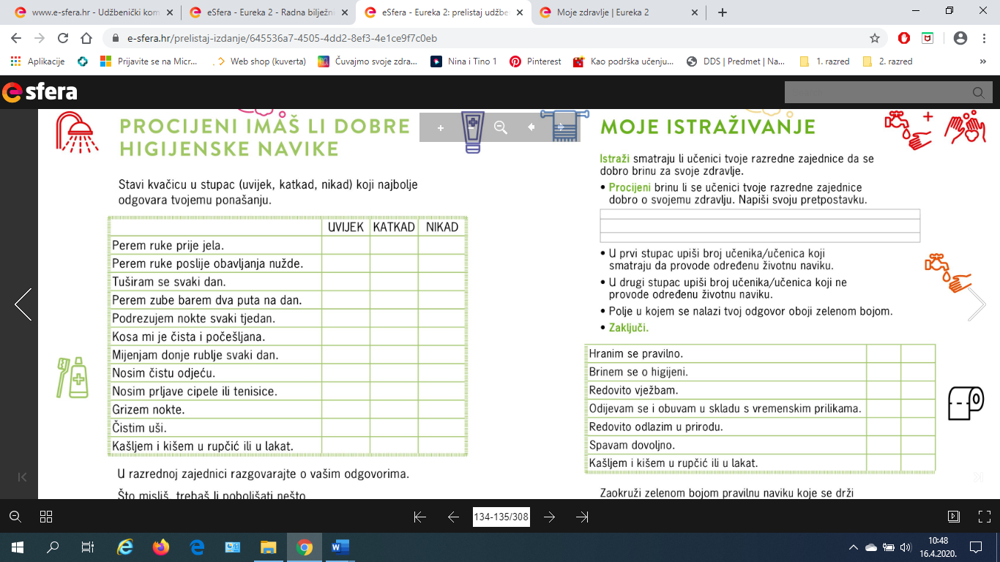 www.e-sfera.hr - Udžbenički kom
eSfera - Eureka 2 - Radna bilježni
eSfera - Eureka 2: prelistaj udžbe
Moje zdravlje | Eureka 2
e-sfera.hr/prelistaj-izdanje/645536a7-4505-4dd2-8ef3-4e1ce9f7c0eb
Aplikacije
Prijavite se na Micr...
Web shop (kuverta)
Čuvajmo svoje zdra...
Nina i Tino 1
Pinterest
Kao podrška učenju...
DDS | Predmet | Na...
1. razred
2. razred
»
e sfera
PROCIJENI IMAŠ LI DOBRE
HIGIJENSKE NAVIKE
Stavi kvačicu u stupac (uvijek, katkad, nikad) koji najbolje
odgovara tvojemu ponašanju.
UVIJEK KATKAD NIKAD
Perem ruke prije jela.
Perem ruke poslije obavljanja nužde.
Tuširam se svaki dan.
Perem zube barem dva puta na dan.
Podrezujem nokte svaki tjedan.
Kosa mi je čista i počešljana.
Mijenjam donje rublje svaki dan.
Nosim čistu odjeću.
Nosim prljave cipele ili tenisice.
Grizem nokte.
Čistim uši.
Kašljem i kišem u rupčić ili u lakat.
U razrednoj zajednici razgovarajte o vašim odgovorima.
Što misliš, trebaš li poboljšati nešto
MOJE ISTRAŽIVANJE
Istraži smatraju li učenici tvoje razredne zajednice da se
dobro brinu za svoje zdravlje.
• Procijeni brinu li se učenici tvoje razredne zajednice
dobro o svojemu zdravlju. Napiši svoju pretpostavku.
• U prvi stupac upiši broj učenika/učenica koji
smatraju da provode određenu životnu naviku.
• U drugi stupac upiši broj učenika/učenica koji ne
provode određenu životnu naviku.
• Polje u kojem se nalazi tvoj odgovor oboji zelenom bojom.
• Zaključi.
Hranim se pravilno.
Brinem se o higijeni.
Redovito vježbam.
Odijevam se i obuvam u skladu s vremenskim prilikama.
Redovito odlazim u prirodu.
Spavam dovoljno.
Kašljem i kišem u rupčić ili u lakat.
Zaokruži zelenom bojom pravilnu naviku koje se drži
134-135/308
10:48
16.4.2020.